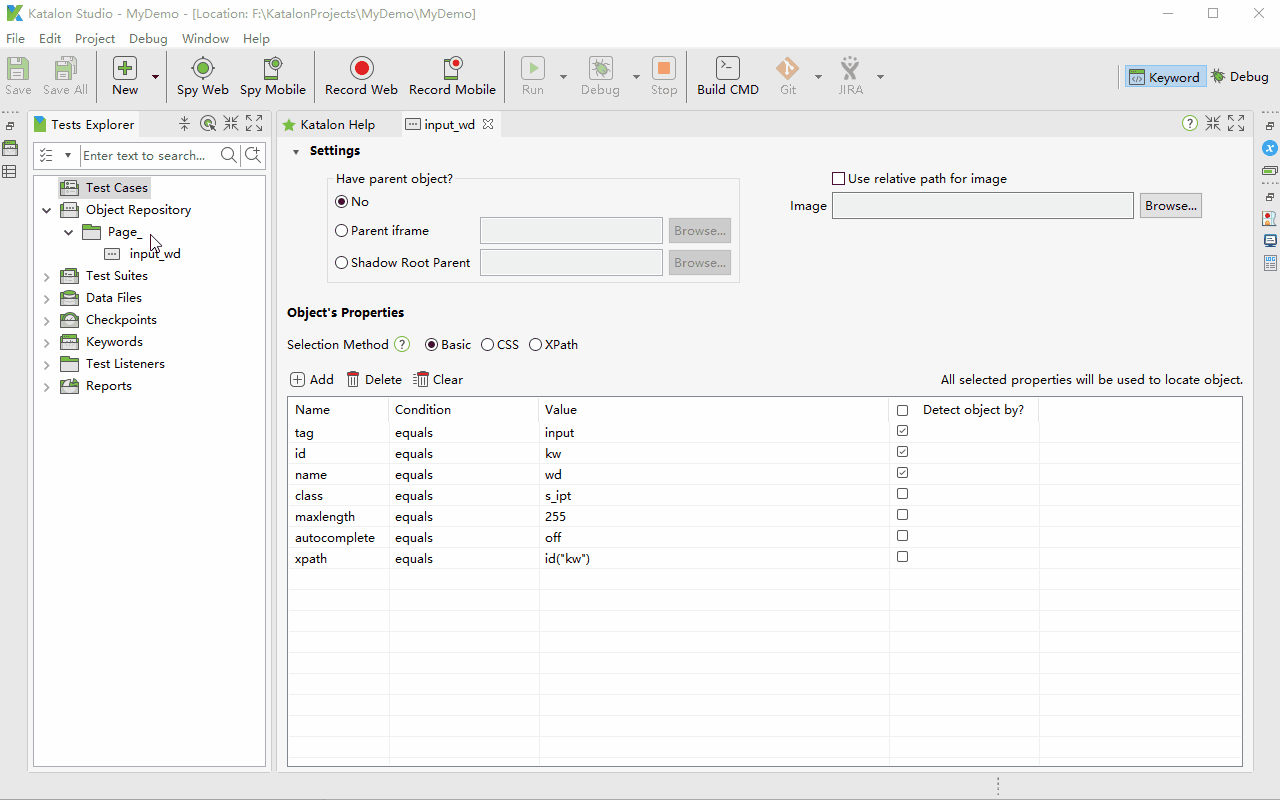 Katalon Studio - MyDemo - [Location: F:\KatalonProjects\MyDemo\MyDemo]
File Edit Project Debug Window Help
Save Save All New Spy Web Spy Mobile Record Web Record Mobile Run Debug Stop Build CMD Git JIRA Keyword Debug
Tests Explorer
Enter text to search...
Test Cases
Object Repository
Page_
input_wd
Test Suites
Data Files
Checkpoints
Keywords
Test Listeners
Reports
Katalon Help input_wd
Settings
Have parent object?
No
Parent iframe Browse...
Shadow Root Parent Browse...
Use relative path for image
Image Browse...
Object's Properties
Selection Method Basic CSS XPath
Add Delete Clear All selected properties will be used to locate object.
Name Condition Value Detect object by?
tag equals input
id equals kw
name equals wd
class equals s_ipt
maxlength equals 255
autocomplete equals off
xpath equals id("kw")